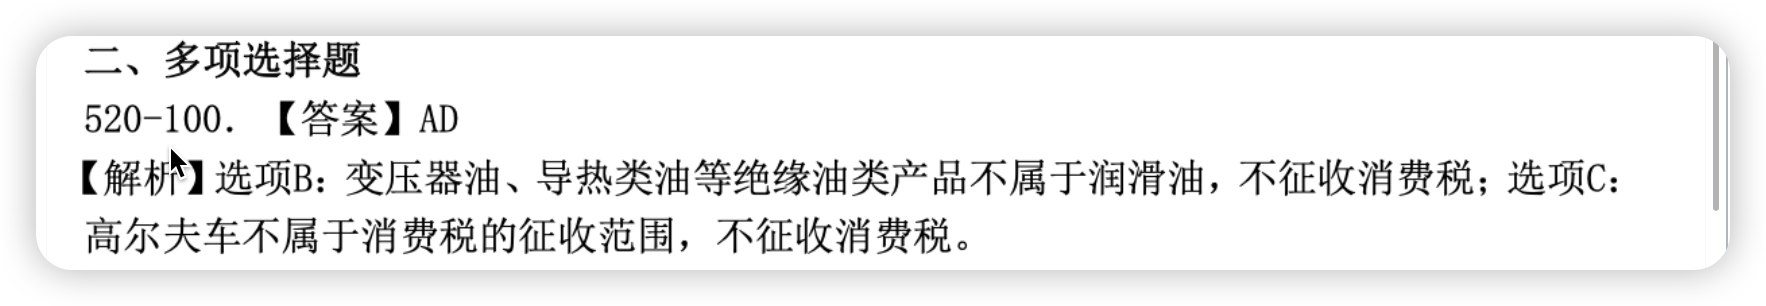 二、多项选择题
520-100. 【答案】AD
【解析】选项B：变压器油、导热类油等绝缘油类产品不属于润滑油，不征收消费税；选项C：
高尔夫车不属于消费税的征收范围，不征收消费税。